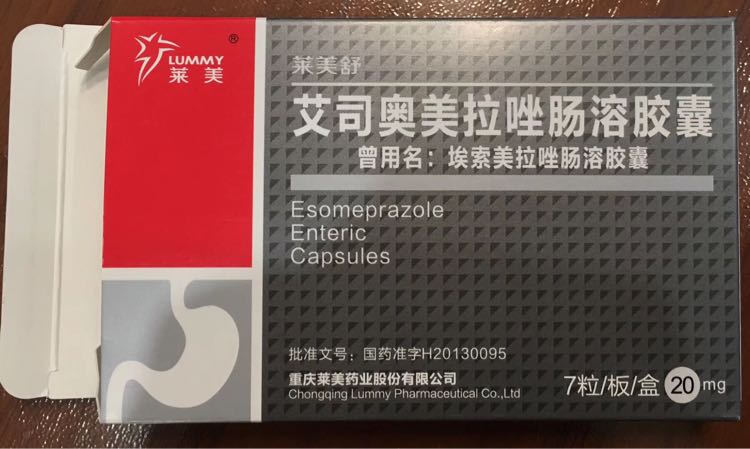 LUMMY ®
莱美
莱美舒
艾司奥美拉唑肠溶胶囊
曾用名：埃索美拉唑肠溶胶囊
Esomeprazole
Enteric
Capsules
批准文号：国药准字H20130095
重庆莱美药业股份有限公司
Chongqing Lummy Pharmaceutical Co.,Ltd
7粒/板/盒 20 mg